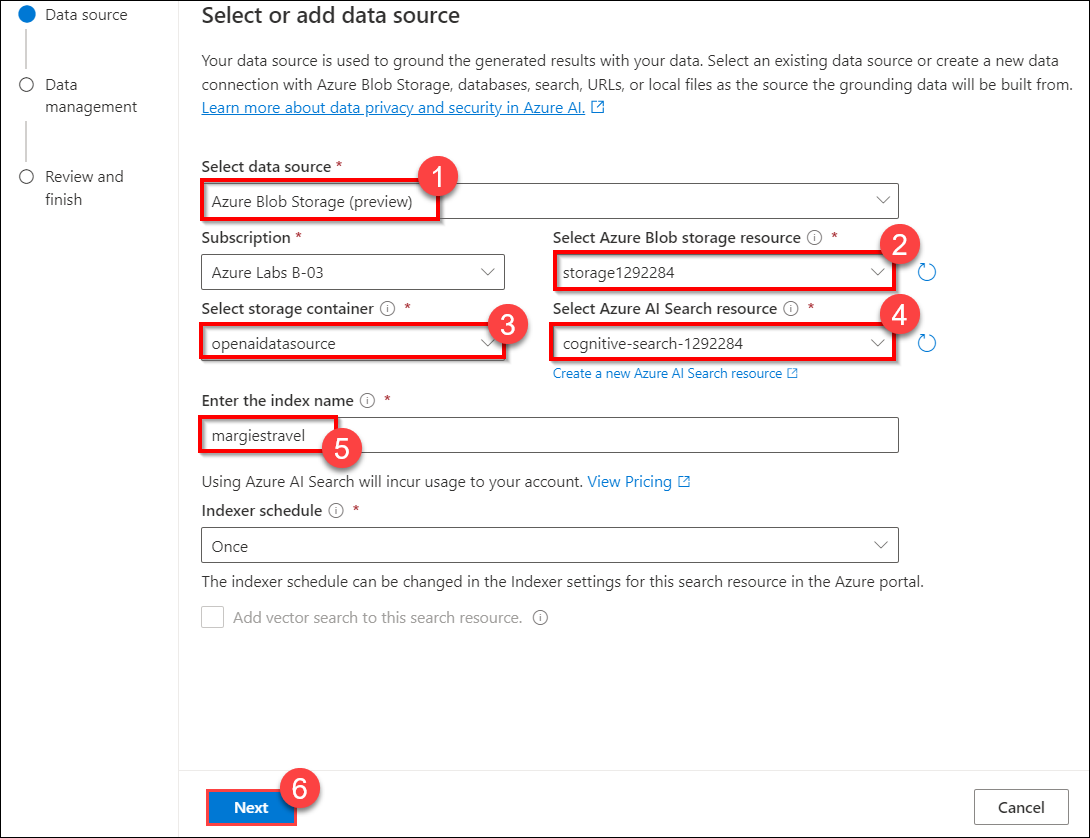 Data source
Data
management
Review and
finish
Select or add data source
Your data source is used to ground the generated results with your data. Select an existing data source or create a new data
connection with Azure Blob Storage, databases, search, URLs, or local files as the source the grounding data will be built from.
Learn more about data privacy and security in Azure AI.
Select data source *
1
Azure Blob Storage (preview)
Subscription *
Azure Labs B-03
Select Azure Blob storage resource *
2
storage1292284
Select storage container *
3
openaidatasource
Select Azure AI Search resource *
4
cognitive-search-1292284
Create a new Azure AI Search resource
Enter the index name *
margiestravel
5
Using Azure AI Search will incur usage to your account. View Pricing
Indexer schedule *
Once
The indexer schedule can be changed in the Indexer settings for this search resource in the Azure portal.
Add vector search to this search resource.
6
Next
Cancel